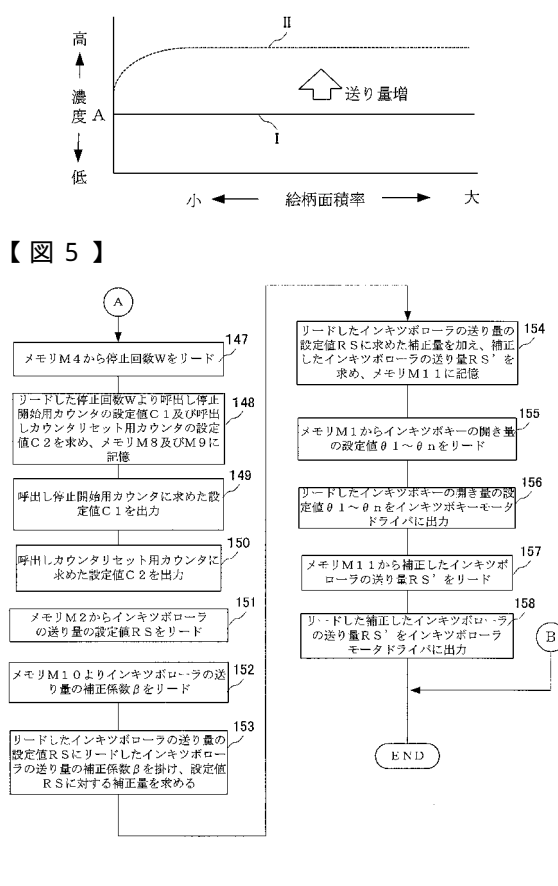 II
高
濃度
A
送り量増
I
低
小
絵柄面積率
大
【図５】
A
147
メモリM4から停止回数Wをリード
148
リードした停止回数Wより呼出し停止
開始用カウンタの設定値C1及び呼出
しカウンタリセット用カウンタの設
定値C2を求め、メモリM8及びM9に
記憶
149
呼出し停止開始用カウンタに求めた設
定値C1を出力
150
呼出しカウンタリセット用カウンタに
求めた設定値C2を出力
151
メモリM2からインキツボローラ
の送り量の設定値RSをリード
152
メモリM10よりインキツボローラの送
り量の補正係数βをリード
153
リードしたインキツボローラの送り量の
設定値RSにリードしたインキツボロー
ラの送り量の補正係数βを掛け、設定値
RSに対する補正量を求める
154
リードしたインキツボローラの送り量の
設定値RSに求めた補正量を加え、補正
したインキツボローラの送り量RS'を
求め、メモリM11に記憶
155
メモリM1からインキツボキーの開き量
の設定値θ1～θnをリード
156
リードしたインキツボキーの開き量の設
定値θ1～θnをインキツボキーモータ
ドライバに出力
157
メモリM11から補正したインキツボ
ローラの送り量RS'をリード
158
リードした補正したインキツボローラ
の送り量RS'をインキツボローラ
モータドライバに出力
B
END